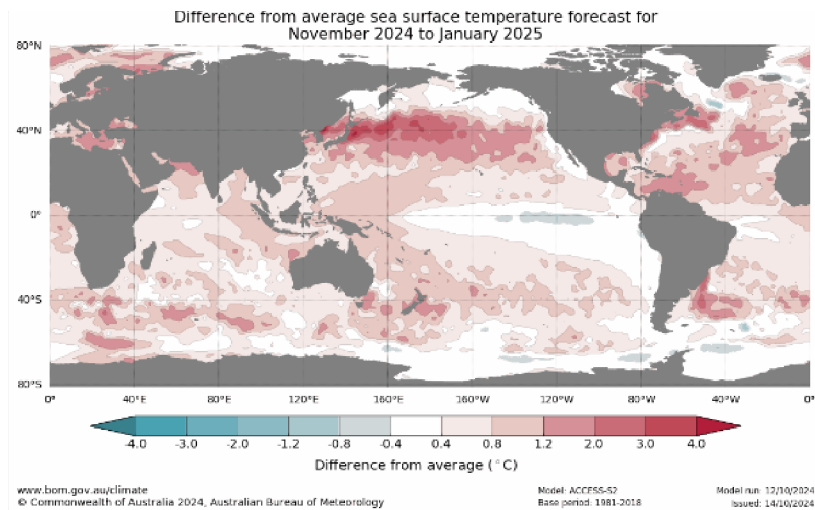 Difference from average sea surface temperature forecast for
November 2024 to January 2025
80°N
40°N
0°
40°S
80°S
0° 40°E 80°E 120°E 160°E 160°W 120°W 80°W 40°W 0°
-4.0 -3.0 -2.0 -1.2 -0.8 -0.4 0.4 0.8 1.2 2.0 3.0 4.0
Difference from average (°C)
www.bom.gov.au/climate
© Commonwealth of Australia 2024, Australian Bureau of Meteorology
Model: ACCESS-S2
Base period: 1981-2018
Model run: 12/10/2024
Issued: 14/10/2024